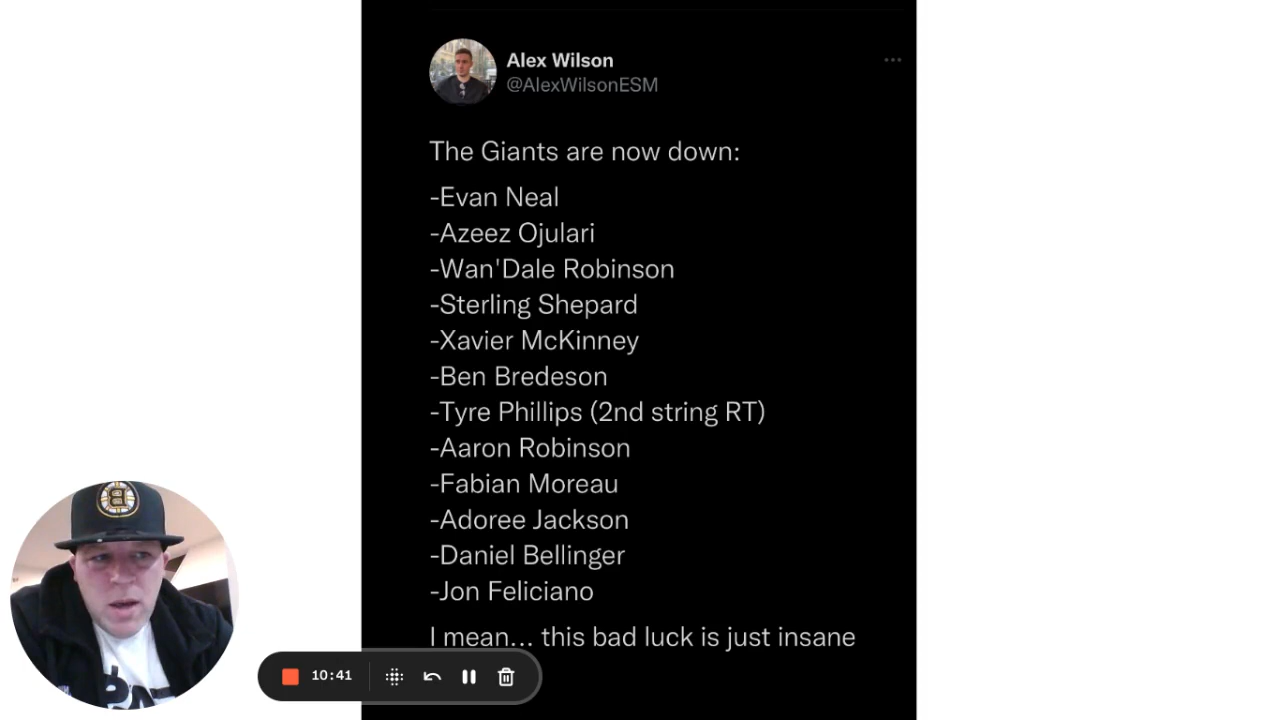 Alex Wilson
@AlexWilsonESM
The Giants are now down:
-Evan Neal
-Azeez Ojulari
-Wan'Dale Robinson
-Sterling Shepard
-Xavier McKinney
-Ben Bredeson
-Tyre Phillips (2nd string RT)
-Aaron Robinson
-Fabian Moreau
-Adoree Jackson
-Daniel Bellinger
-Jon Feliciano
I mean... this bad luck is just insane
B
10:41